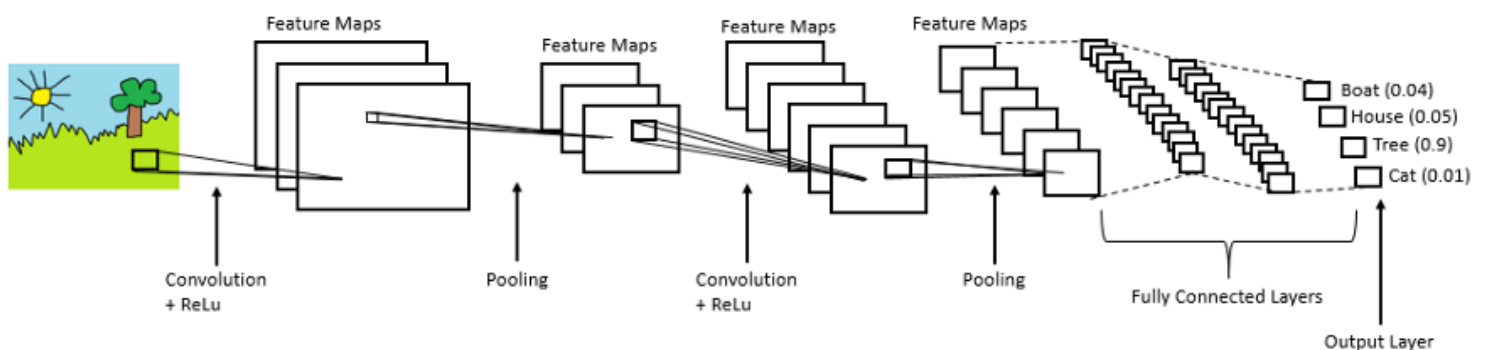 Feature Maps
Feature Maps
Feature Maps
Feature Maps
Boat (0.04)
House (0.05)
Tree (0.9)
Cat (0.01)
Convolution
+ ReLu
Pooling
Convolution
+ ReLu
Pooling
Fully Connected Layers
Output Layer